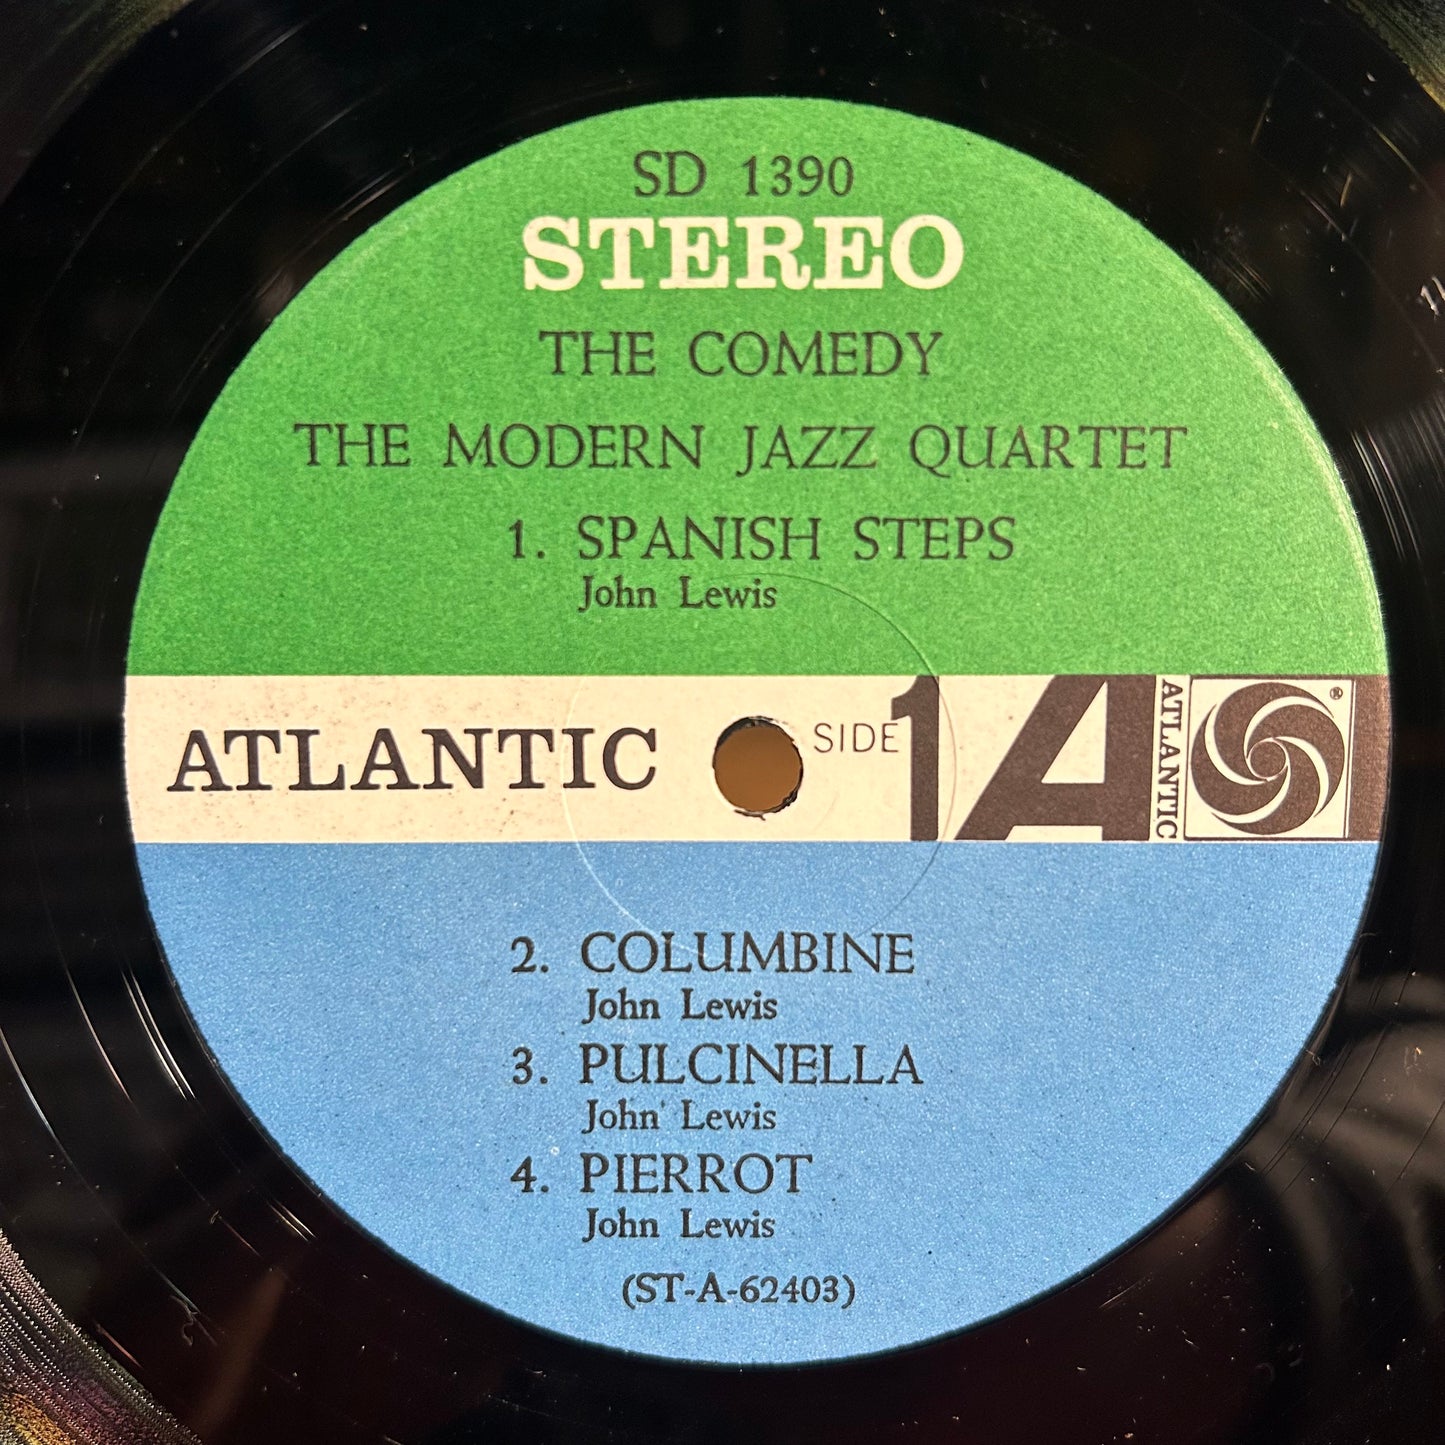 SD 1390
STEREO
THE COMEDY
THE MODERN JAZZ QUARTET
1. SPANISH STEPS
John Lewis
ATLANTIC SIDE 1 A ATLANTIC ®
2. COLUMBINE
John Lewis
3. PULCINELLA
John Lewis
4. PIERROT
John Lewis
(ST-A-62403)